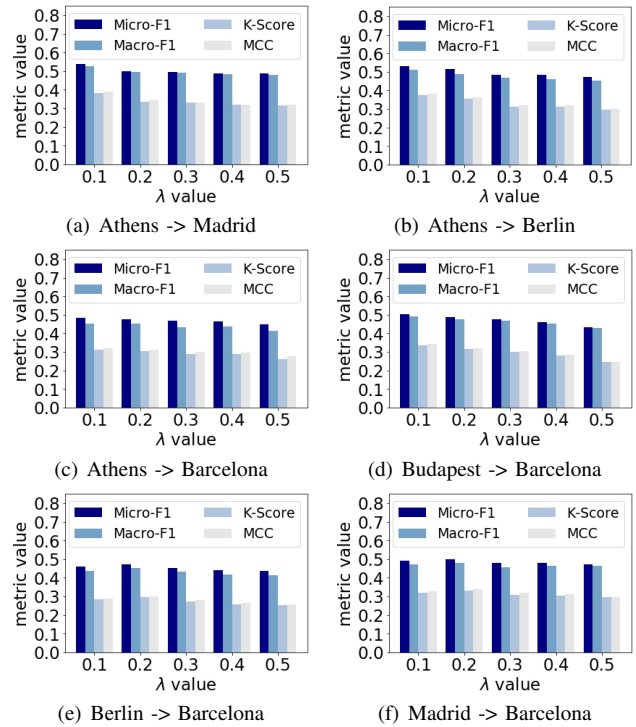 Micro-F1 K-Score
Macro-F1 MCC
metric value
0.8
0.7
0.6
0.5
0.4
0.3
0.2
0.1
0.0
0.1 0.2 0.3 0.4 0.5
λ value
(a) Athens -> Madrid
Micro-F1 K-Score
Macro-F1 MCC
metric value
0.8
0.7
0.6
0.5
0.4
0.3
0.2
0.1
0.0
0.1 0.2 0.3 0.4 0.5
λ value
(b) Athens -> Berlin
Micro-F1 K-Score
Macro-F1 MCC
metric value
0.8
0.7
0.6
0.5
0.4
0.3
0.2
0.1
0.0
0.1 0.2 0.3 0.4 0.5
λ value
(c) Athens -> Barcelona
Micro-F1 K-Score
Macro-F1 MCC
metric value
0.8
0.7
0.6
0.5
0.4
0.3
0.2
0.1
0.0
0.1 0.2 0.3 0.4 0.5
λ value
(d) Budapest -> Barcelona
Micro-F1 K-Score
Macro-F1 MCC
metric value
0.8
0.7
0.6
0.5
0.4
0.3
0.2
0.1
0.0
0.1 0.2 0.3 0.4 0.5
λ value
(e) Berlin -> Barcelona
Micro-F1 K-Score
Macro-F1 MCC
metric value
0.8
0.7
0.6
0.5
0.4
0.3
0.2
0.1
0.0
0.1 0.2 0.3 0.4 0.5
λ value
(f) Madrid -> Barcelona